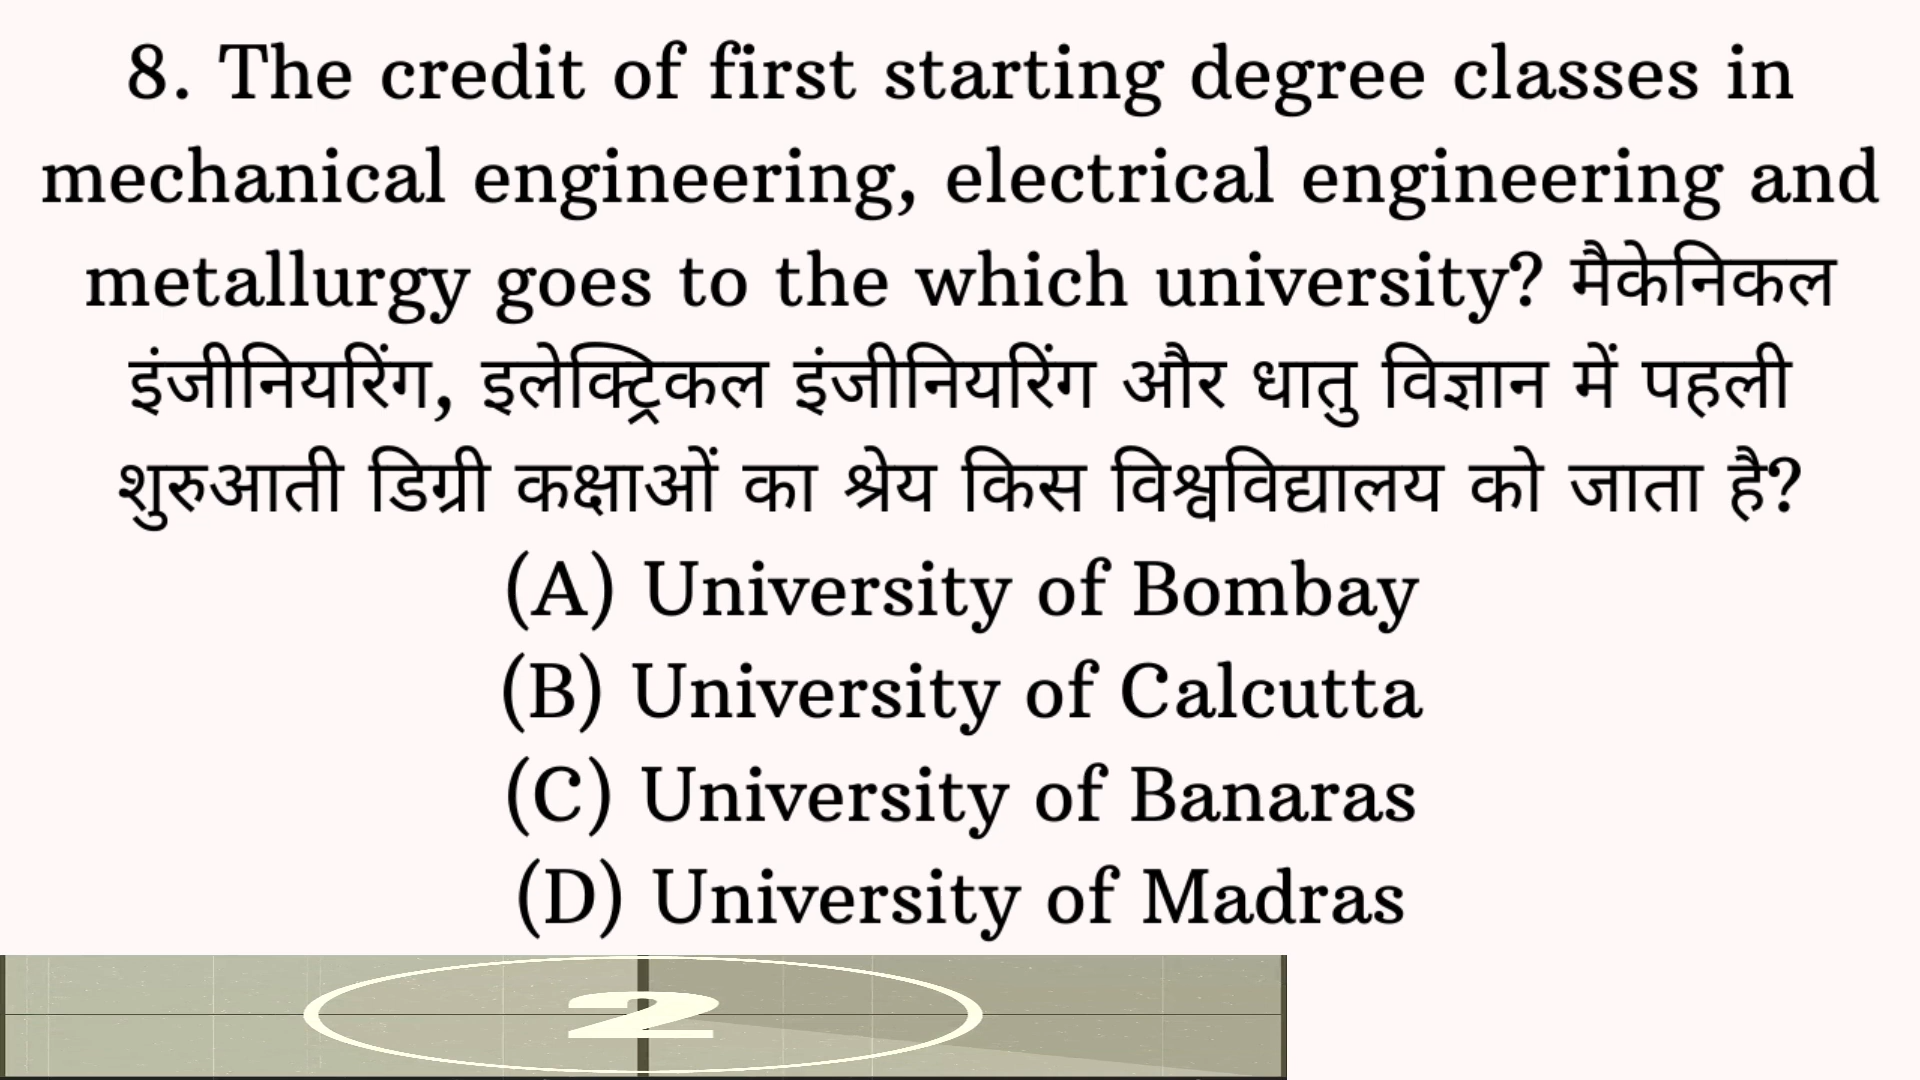 8. The credit of first starting degree classes in
mechanical engineering, electrical engineering and
metallurgy goes to the which university? मैकेनिकल
इंजीनियरिंग, इलेक्ट्रिकल इंजीनियरिंग और धातु विज्ञान में पहली
शुरुआती डिग्री कक्षाओं का श्रेय किस विश्वविद्यालय को जाता है?
(A) University of Bombay
(B) University of Calcutta
(C) University of Banaras
(D) University of Madras
2